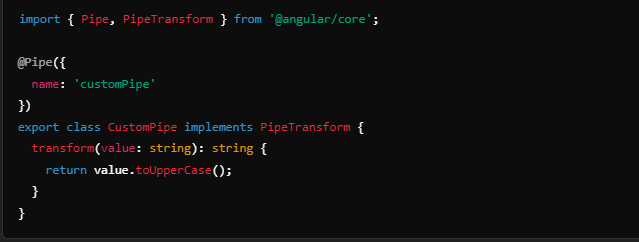 import { Pipe, PipeTransform } from '@angular/core';
@Pipe({
  name: 'customPipe'
})
export class CustomPipe implements PipeTransform {
  transform(value: string): string {
    return value.toUpperCase();
  }
}